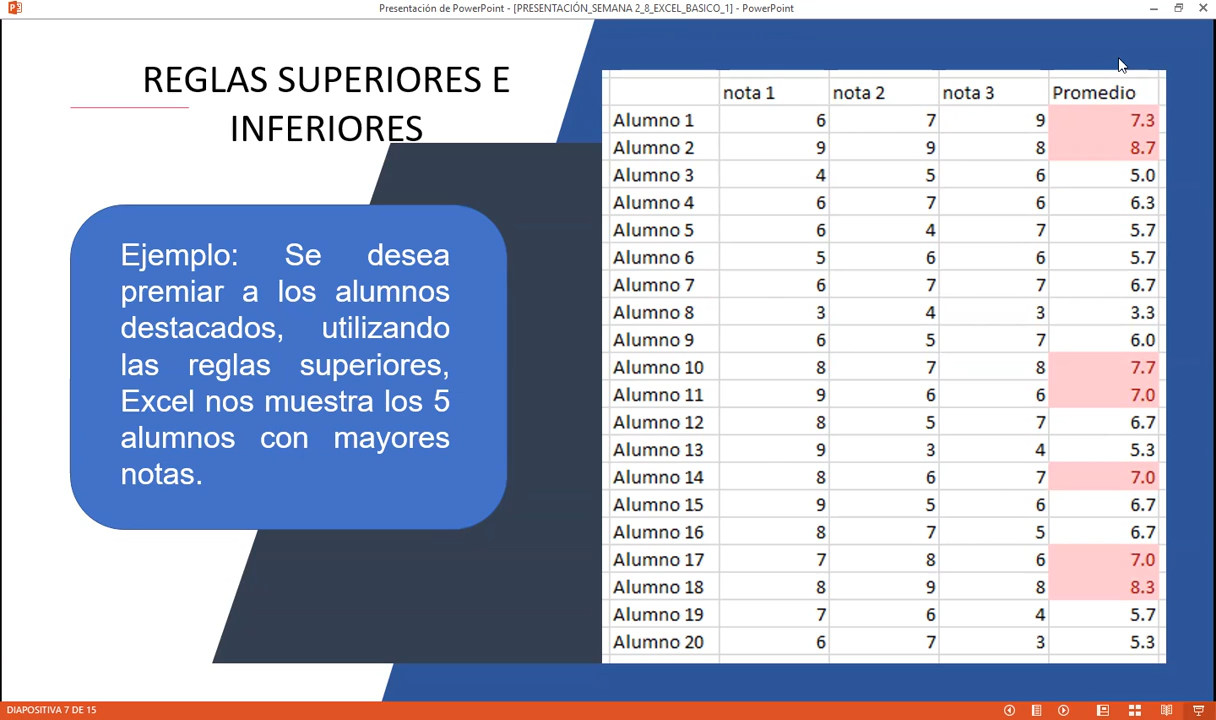 Presentación de PowerPoint - [PRESENTACIÓN_SEMANA 2_8_EXCEL_BASICO_1] - PowerPoint
REGLAS SUPERIORES E
INFERIORES
Ejemplo: Se desea
premiar a los alumnos
destacados, utilizando
las reglas superiores,
Excel nos muestra los 5
alumnos con mayores
notas.
nota 1 nota 2 nota 3 Promedio
Alumno 1 6 7 9 7.3
Alumno 2 9 9 8 8.7
Alumno 3 4 5 6 5.0
Alumno 4 6 7 6 6.3
Alumno 5 6 4 7 5.7
Alumno 6 5 6 6 5.7
Alumno 7 6 7 7 6.7
Alumno 8 3 4 3 3.3
Alumno 9 6 5 7 6.0
Alumno 10 8 7 8 7.7
Alumno 11 9 6 6 7.0
Alumno 12 8 5 7 6.7
Alumno 13 9 3 4 5.3
Alumno 14 8 6 7 7.0
Alumno 15 9 5 6 6.7
Alumno 16 8 7 5 6.7
Alumno 17 7 8 6 7.0
Alumno 18 8 9 8 8.3
Alumno 19 7 6 4 5.7
Alumno 20 6 7 3 5.3
DIAPOSITIVA 7 DE 15